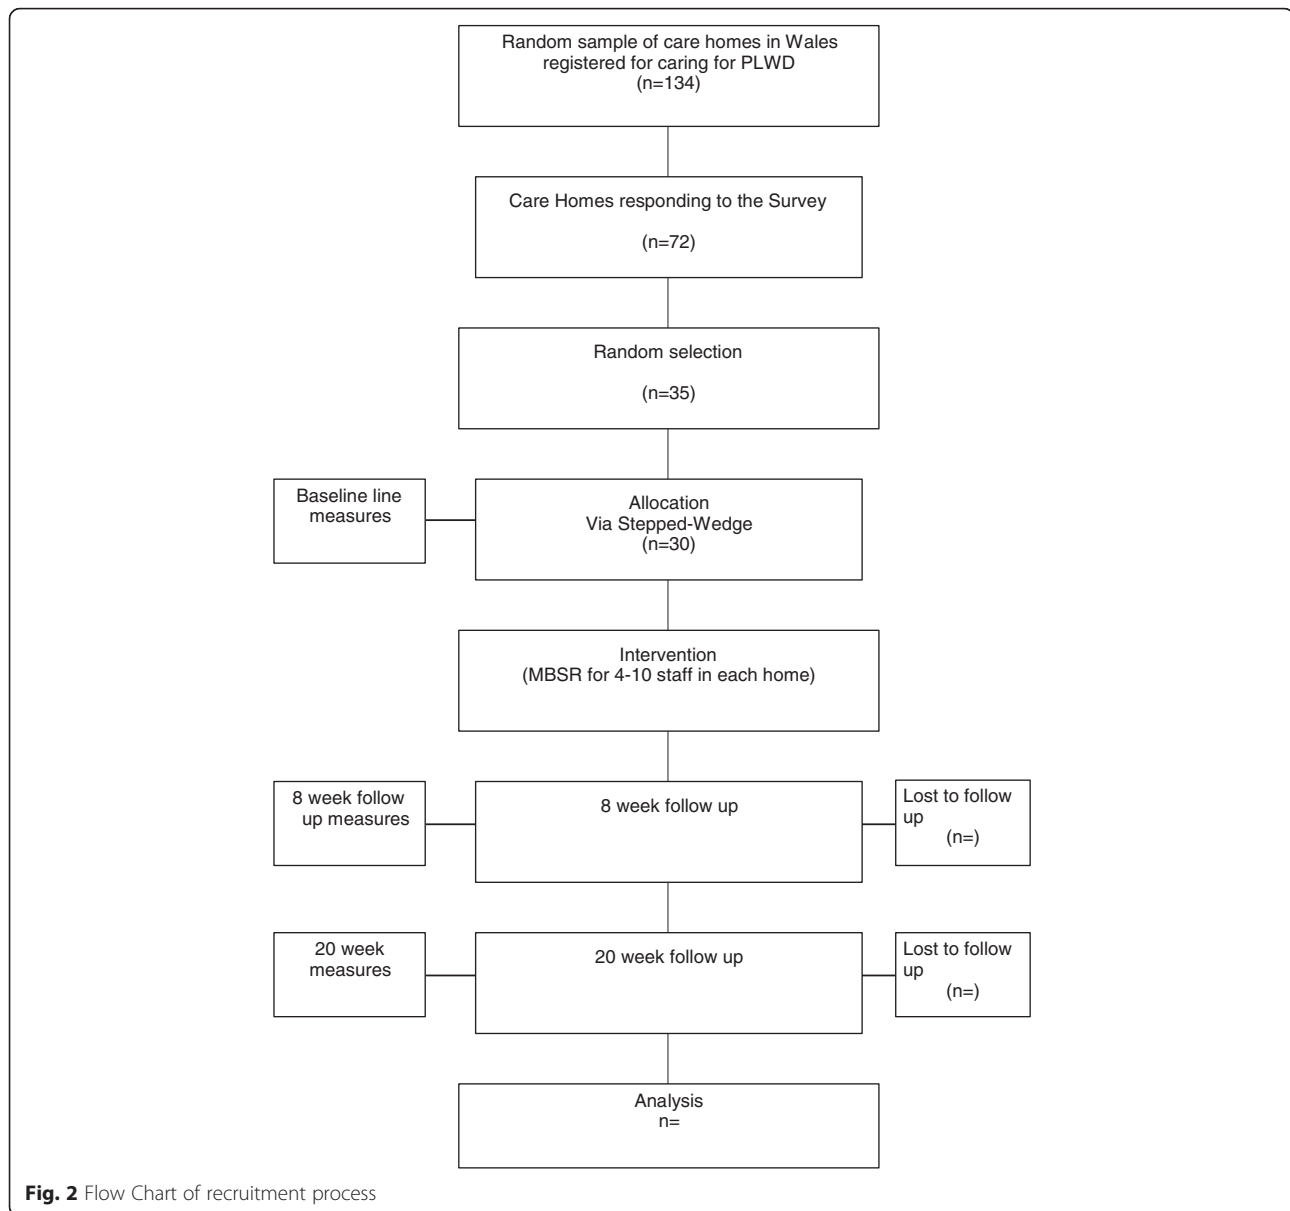 Random sample of care homes in Wales
registered for caring for PLWD
(n=134)
Care Homes responding to the Survey
(n=72)
Random selection
(n=35)
Baseline line
measures
Allocation
Via Stepped-Wedge
(n=30)
Intervention
(MBSR for 4-10 staff in each home)
8 week follow
up measures
8 week follow up
Lost to follow
up
(n=)
20 week
measures
20 week follow up
Lost to follow
up
(n=)
Analysis
n=
Fig. 2 Flow Chart of recruitment process